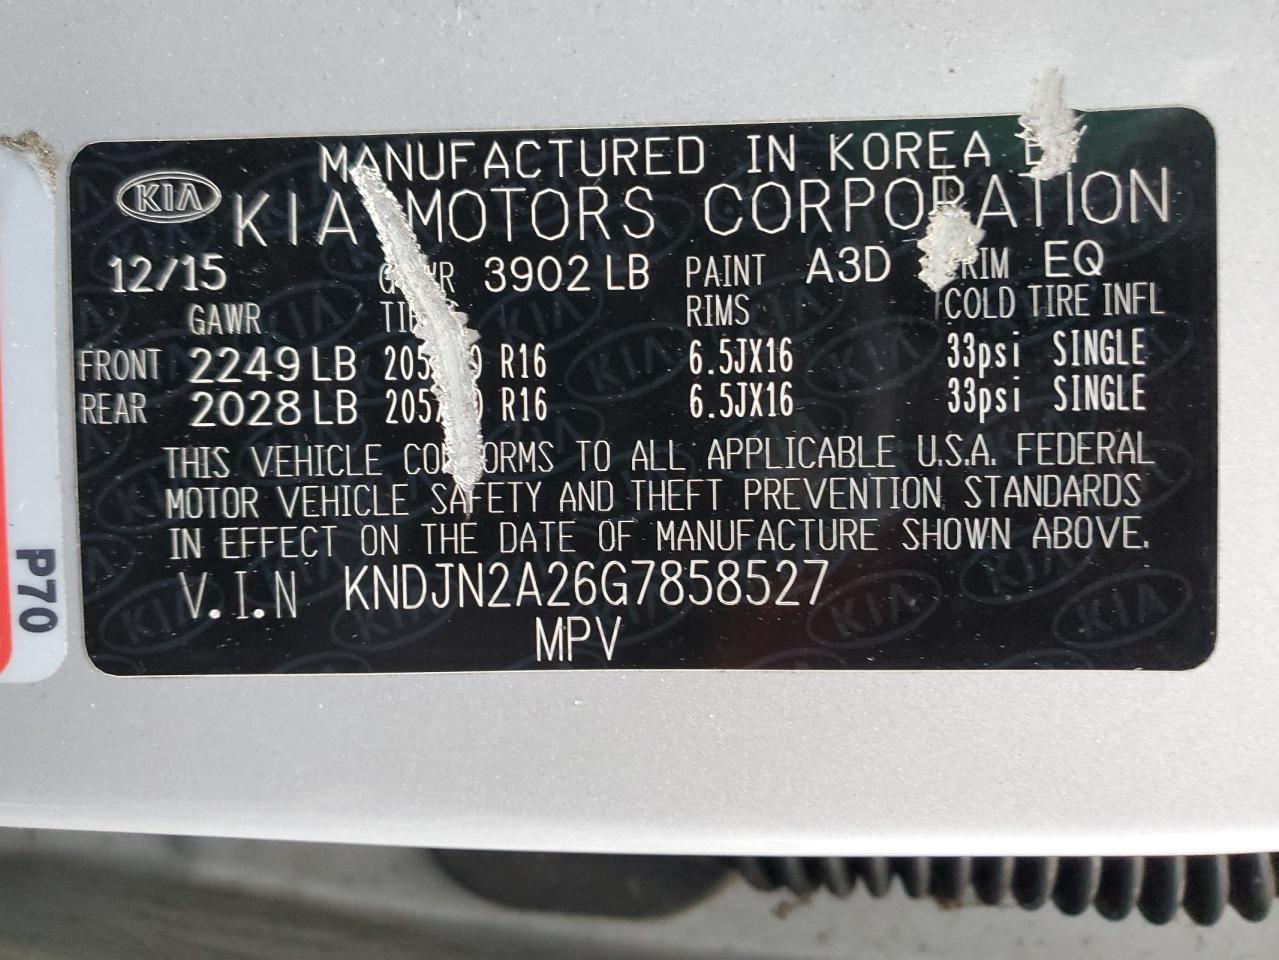 MANUFACTURED IN KOREA
KIA KIA MOTORS CORPORATION
12/15 3902 LB PAINT A3D EQ
GAWR RIMS COLD TIRE INFL
FRONT 2249 LB R16 6.5JX16 33psi SINGLE
REAR 2028 LB R16 6.5JX16 33psi SINGLE
THIS VEHICLE CONFORMS TO ALL APPLICABLE U.S.A. FEDERAL
MOTOR VEHICLE SAFETY AND THEFT PREVENTION STANDARDS
IN EFFECT ON THE DATE OF MANUFACTURE SHOWN ABOVE.
V.I.N KNDJN2A26G7858527
MPV
P70